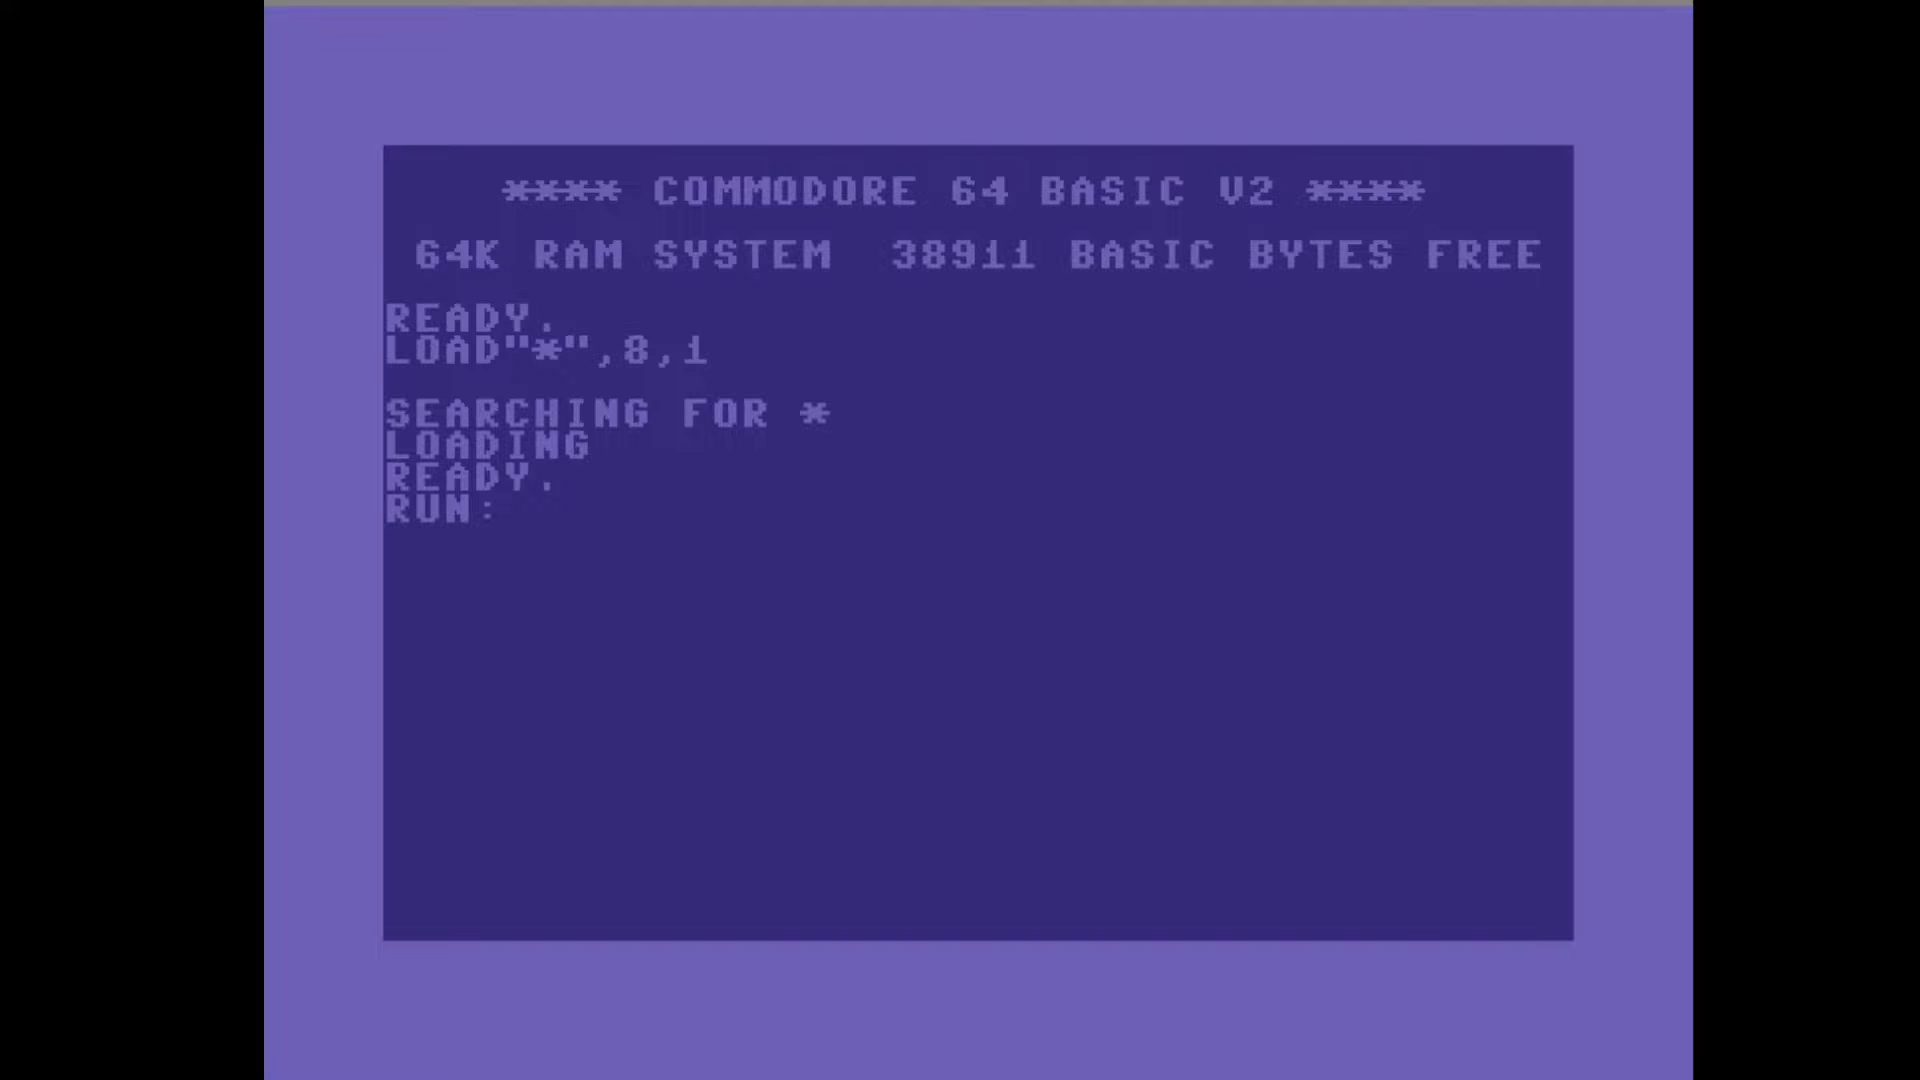 **** COMMODORE 64 BASIC V2 ****
64K RAM SYSTEM  38911 BASIC BYTES FREE
READY.
LOAD"*",8,1
SEARCHING FOR *
LOADING
READY.
RUN: